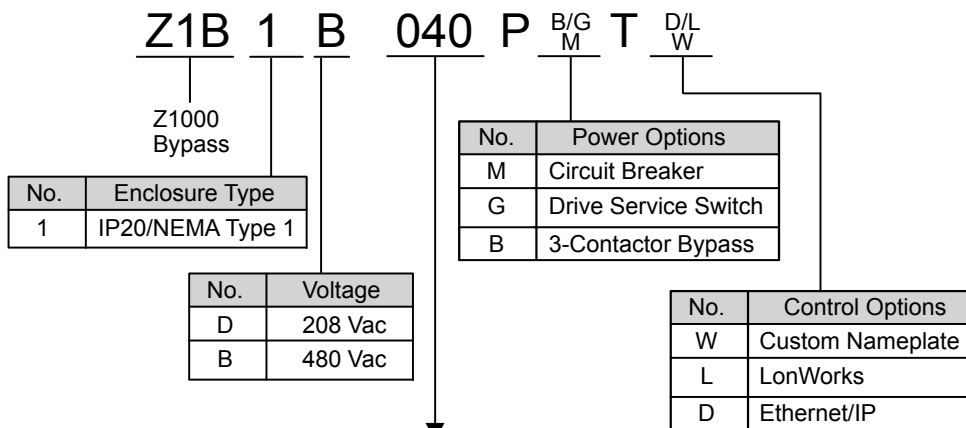 Z1B 1 B 040 P B/G M T D/L W
Z1000
Bypass
No. Enclosure Type
1 IP20/NEMA Type 1
No. Voltage
D 208 Vac
B 480 Vac
No. Power Options
M Circuit Breaker
G Drive Service Switch
B 3-Contactor Bypass
No. Control Options
W Custom Nameplate
L LonWorks
D Ethernet/IP